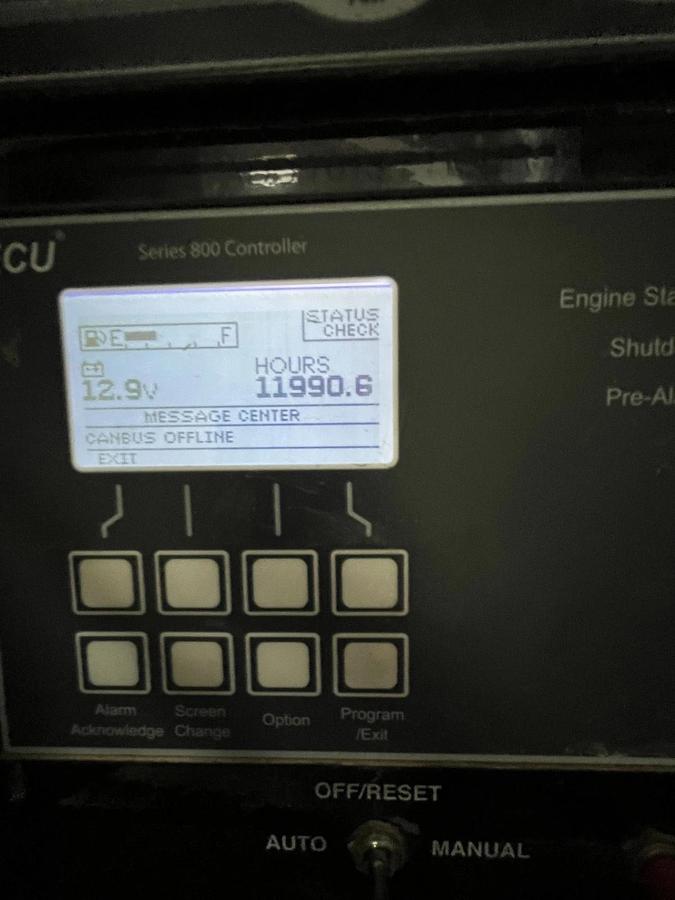 CU®
Series 800 Controller
E F
STATUS
CHECK
HOURS
12.9V 11990.6
MESSAGE CENTER
CANBUS OFFLINE
EXIT
Engine Sta
Shutd
Pre-Al
Alarm
Acknowledge
Screen
Change
Option
Program
/Exit
OFF/RESET
AUTO
MANUAL